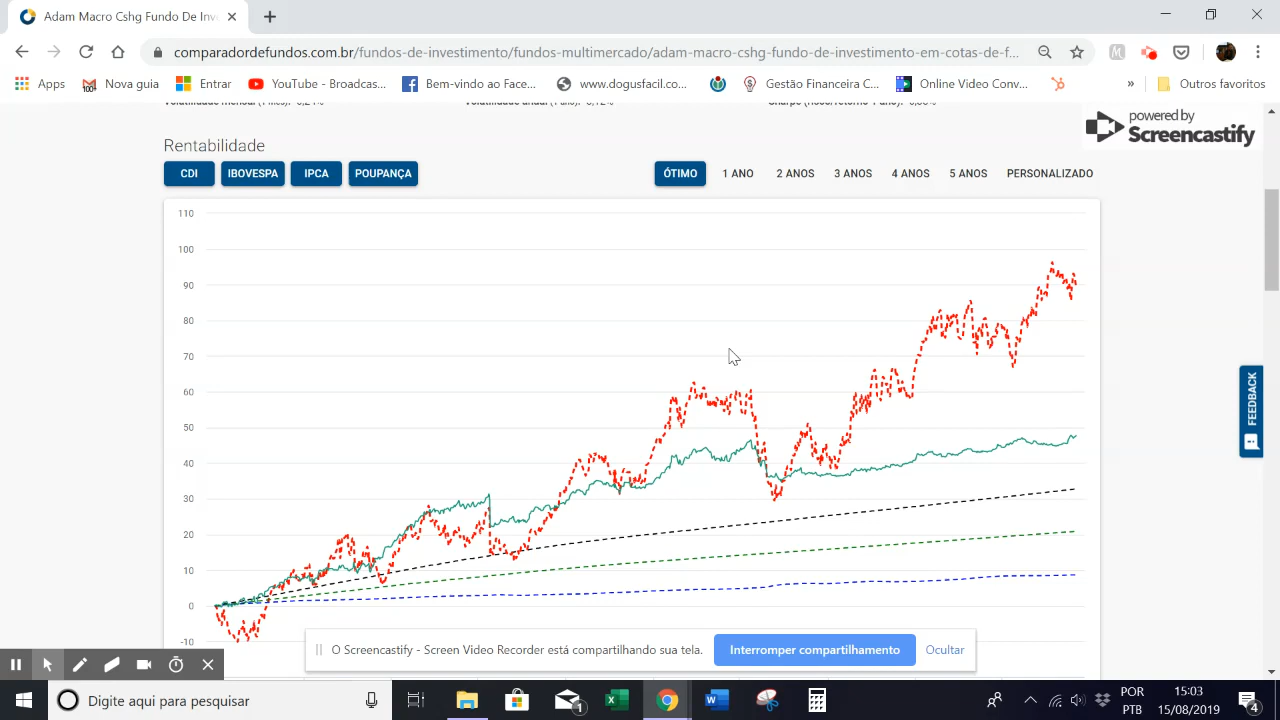 Adam Macro Cshg Fundo De Inv
comparadordefundos.com.br/fundos-de-investimento/fundos-multimercado/adam-macro-cshg-fundo-de-investimento-em-cotas-de-f...
Apps Nova guia Entrar YouTube - Broadcas... Bem-vindo ao Face... www.dogusfacil.co... Gestão Financeira C... Online Video Conv... » Outros favoritos
powered by
Screencastify
Rentabilidade
CDI IBOVESPA IPCA POUPANÇA ÓTIMO 1 ANO 2 ANOS 3 ANOS 4 ANOS 5 ANOS PERSONALIZADO
110
100
90
80
70
60
50
40
30
20
10
0
-10
FEEDBACK
O Screencastify - Screen Video Recorder está compartilhando sua tela. Interromper compartilhamento Ocultar
Digite aqui para pesquisar
POR 15:03
PTB 15/08/2019